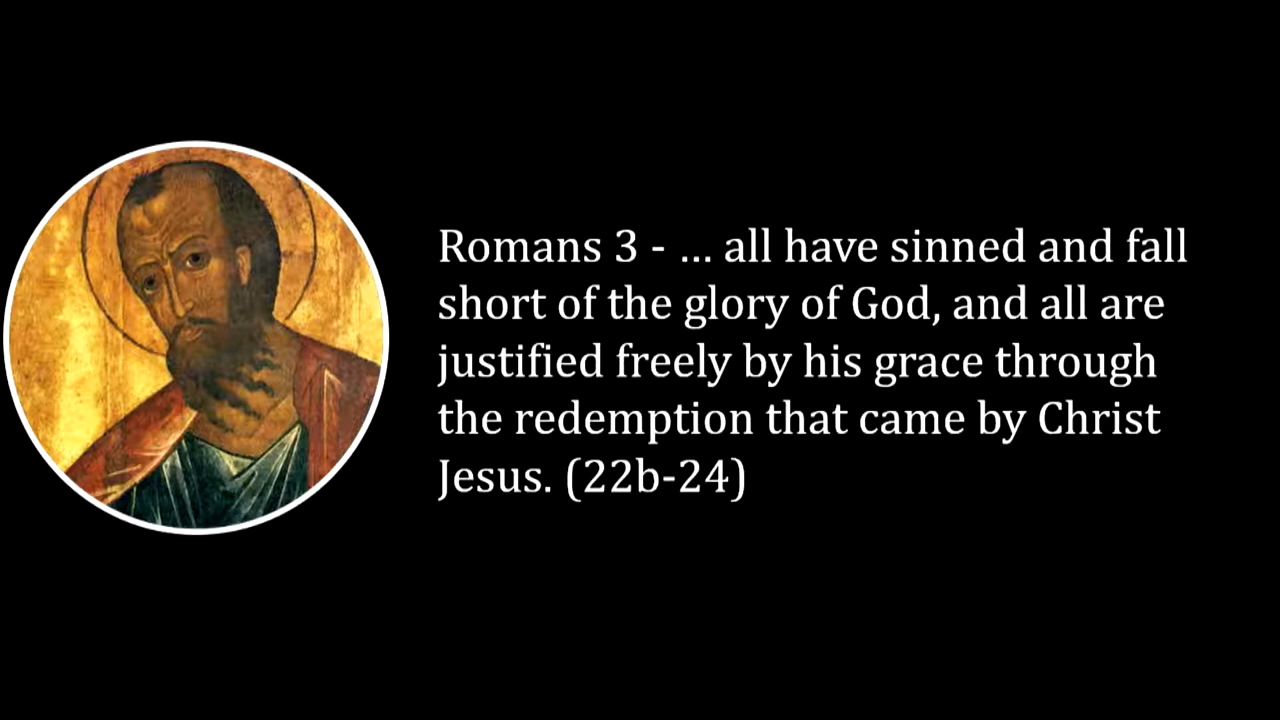 Romans 3 - ... all have sinned and fall
short of the glory of God, and all are
justified freely by his grace through
the redemption that came by Christ
Jesus. (22b-24)